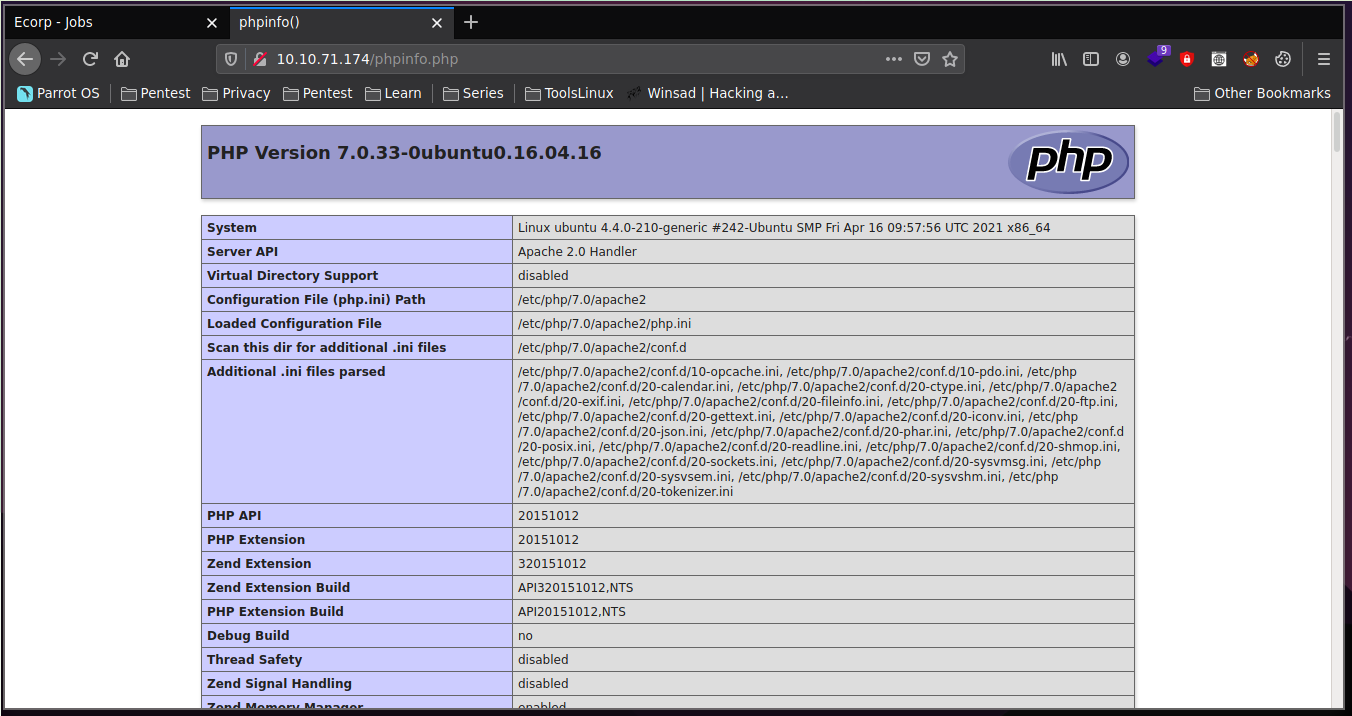 Ecorp - Jobs
phpinfo()
10.10.71.174/phpinfo.php
9
Parrot OS Pentest Privacy Pentest Learn Series ToolsLinux Winsad | Hacking a... Other Bookmarks
PHP Version 7.0.33-0ubuntu0.16.04.16
php
System Linux ubuntu 4.4.0-210-generic #242-Ubuntu SMP Fri Apr 16 09:57:56 UTC 2021 x86_64
Server API Apache 2.0 Handler
Virtual Directory Support disabled
Configuration File (php.ini) Path /etc/php/7.0/apache2
Loaded Configuration File /etc/php/7.0/apache2/php.ini
Scan this dir for additional .ini files /etc/php/7.0/apache2/conf.d
Additional .ini files parsed /etc/php/7.0/apache2/conf.d/10-opcache.ini, /etc/php/7.0/apache2/conf.d/10-pdo.ini, /etc/php
/7.0/apache2/conf.d/20-calendar.ini, /etc/php/7.0/apache2/conf.d/20-ctype.ini, /etc/php/7.0/apache2
/conf.d/20-exif.ini, /etc/php/7.0/apache2/conf.d/20-fileinfo.ini, /etc/php/7.0/apache2/conf.d/20-ftp.ini,
/etc/php/7.0/apache2/conf.d/20-gettext.ini, /etc/php/7.0/apache2/conf.d/20-iconv.ini, /etc/php
/7.0/apache2/conf.d/20-json.ini, /etc/php/7.0/apache2/conf.d/20-phar.ini, /etc/php/7.0/apache2/conf.d
/20-posix.ini, /etc/php/7.0/apache2/conf.d/20-readline.ini, /etc/php/7.0/apache2/conf.d/20-shmop.ini,
/etc/php/7.0/apache2/conf.d/20-sockets.ini, /etc/php/7.0/apache2/conf.d/20-sysvmsg.ini, /etc/php
/7.0/apache2/conf.d/20-sysvsem.ini, /etc/php/7.0/apache2/conf.d/20-sysvshm.ini, /etc/php
/7.0/apache2/conf.d/20-tokenizer.ini
PHP API 20151012
PHP Extension 20151012
Zend Extension 320151012
Zend Extension Build API320151012,NTS
PHP Extension Build API20151012,NTS
Debug Build no
Thread Safety disabled
Zend Signal Handling disabled
Zend Memory Manager enabled